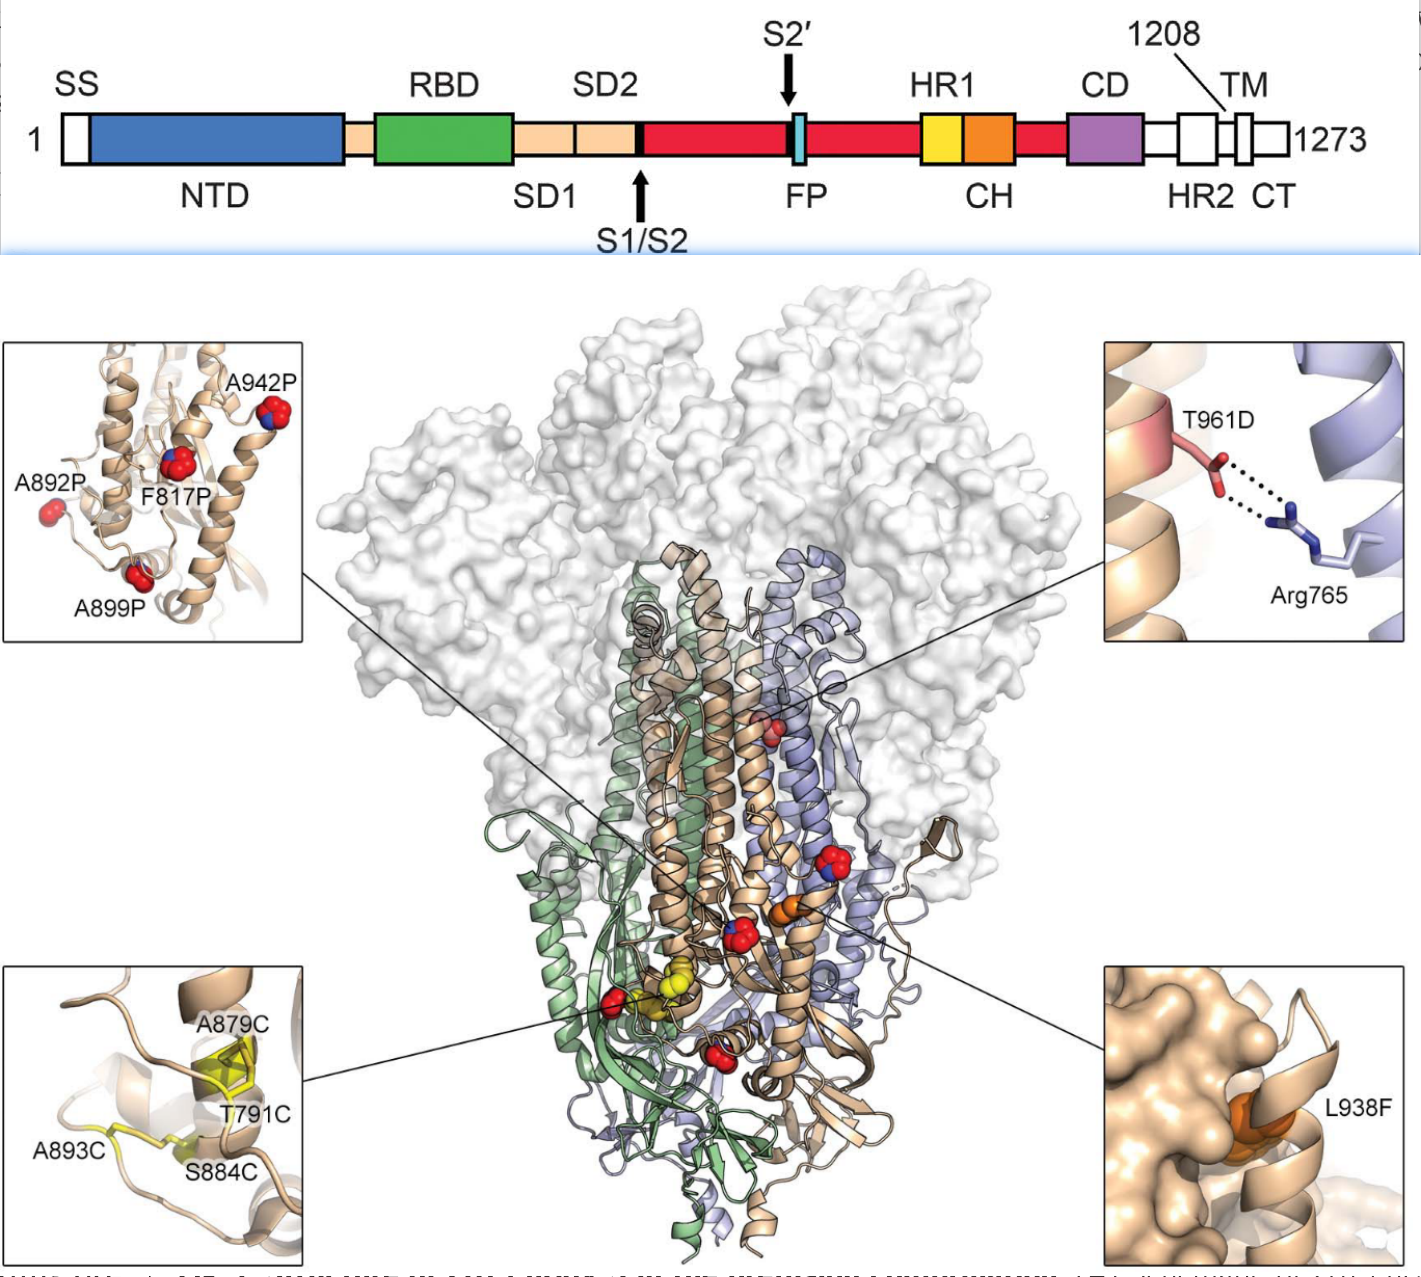 S2′
1208
SS
RBD
SD2
HR1
CD
TM
1
1273
NTD
SD1
FP
CH
HR2
CT
S1/S2
A942P
A892P
F817P
A899P
T961D
Arg765
A879C
T791C
A893C
S884C
L938F